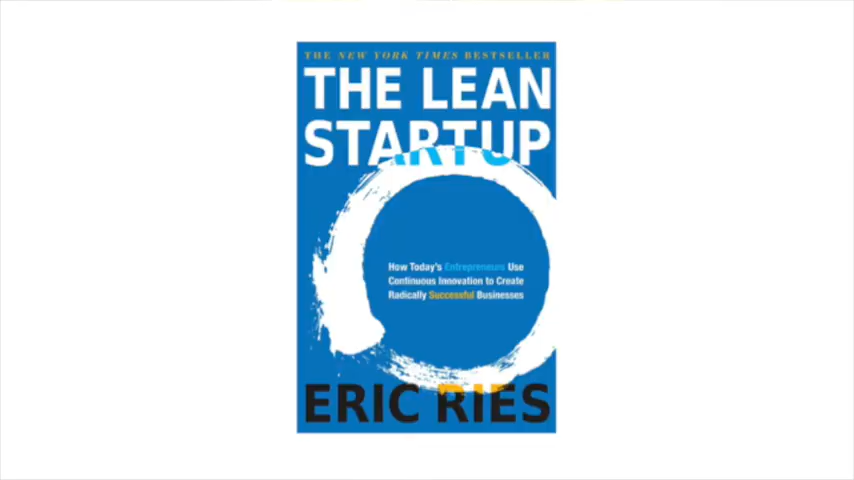 THE NEW YORK TIMES BESTSELLER
THE LEAN
STARTUP
How Today's Entrepreneurs Use
Continuous Innovation to Create
Radically Successful Businesses
ERIC RIES